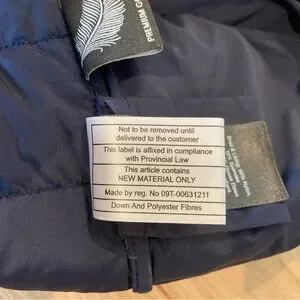 PREMIUM
Not to be removed until
delivered to the customer
This label is affixed in compliance
with Provincial Law
This article contains
NEW MATERIAL ONLY
Made by reg. No 09T-00631211
Down And Polyester Fibres